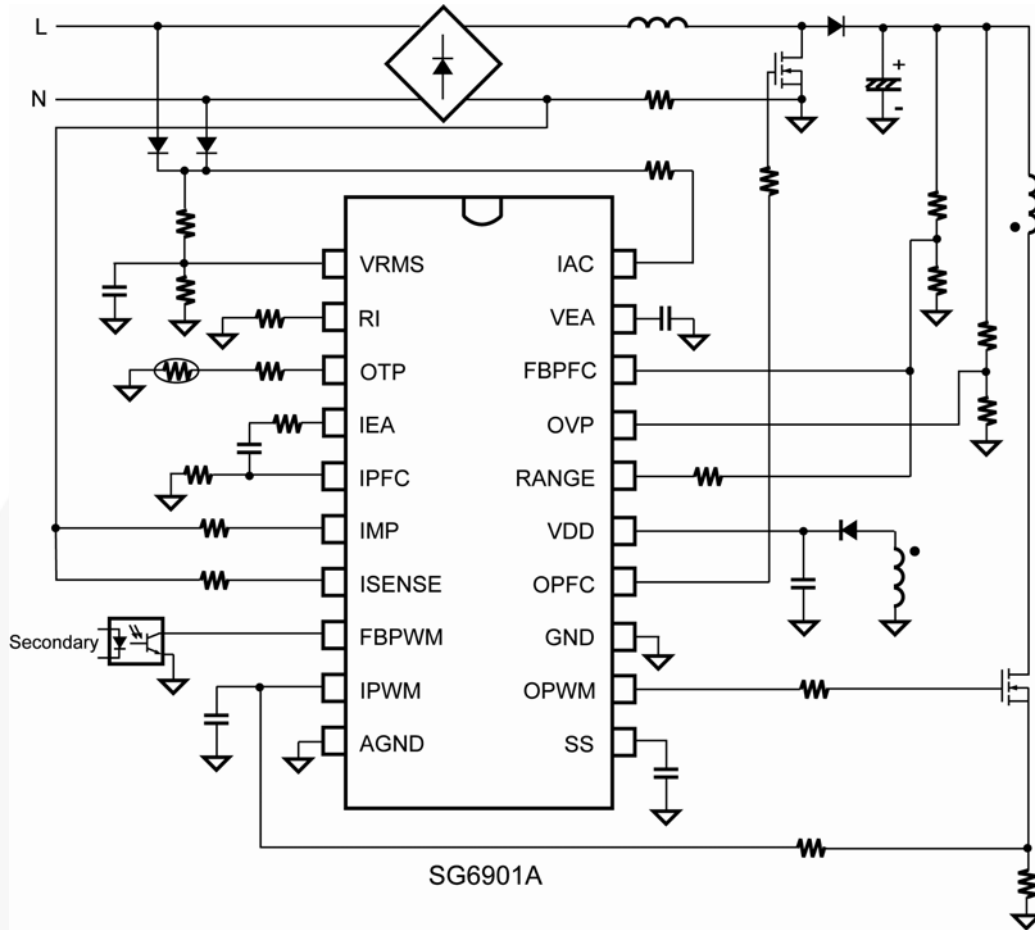 L
N
+
-
VRMS
IAC
RI
VEA
OTP
FBPFC
IEA
OVP
IPFC
RANGE
IMP
VDD
ISENSE
OPFC
Secondary
FBPWM
GND
IPWM
OPWM
AGND
SS
SG6901A